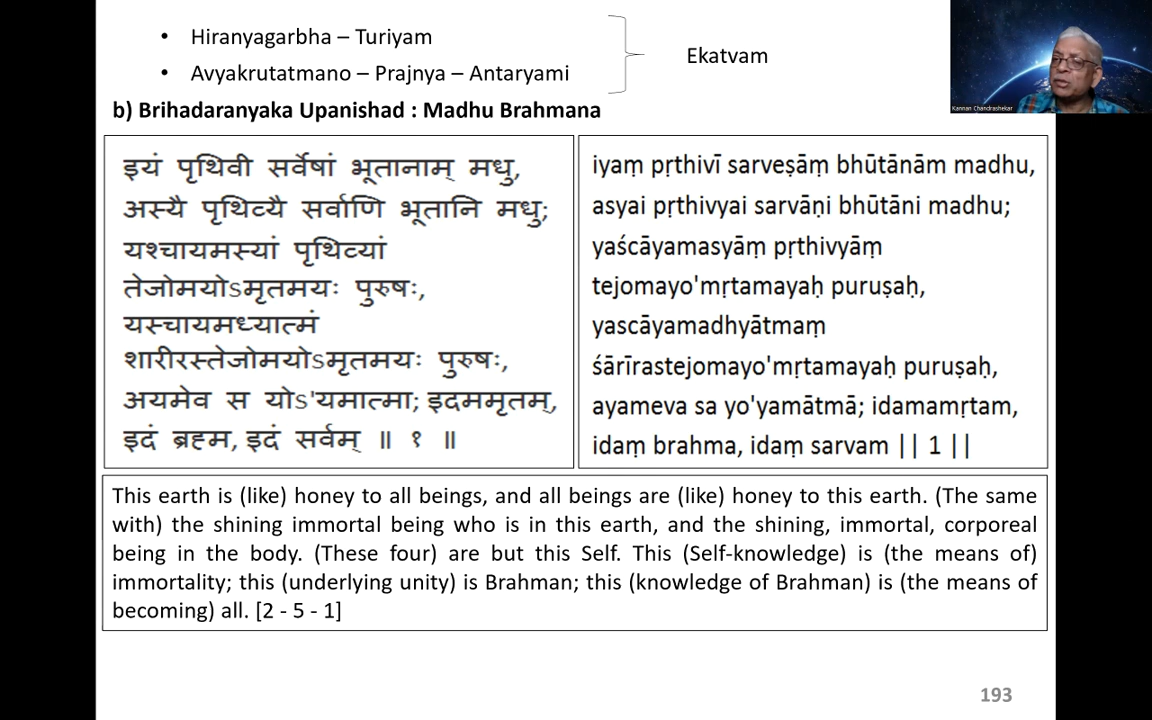 • Hiranyagarbha – Turiyam
• Avyakrutatmano – Prajnya – Antaryami
Ekatvam
b) Brihadaranyaka Upanishad : Madhu Brahmana
इयं पृथिवी सर्वेषां भूतानाम् मधु,
अस्यै पृथिव्यै सर्वाणि भूतानि मधु;
यश्चायमस्यां पृथिव्यां
तेजोमयोऽमृतमयः पुरुषः,
यस्चायमध्यात्मं
शारीरस्तेजोमयोऽमृतमयः पुरुषः,
अयमेव स योऽ'यमात्मा; इदममृतम्,
इदं ब्रह्म, इदं सर्वम् ॥ १ ॥
iyaṃ pṛthivī sarveṣāṃ bhūtānāṃ madhu,
asyai pṛthivyai sarvāṇi bhūtāni madhu;
yaścāyamasyāṃ pṛthivyāṃ
tejomayo'mṛtamayaḥ puruṣaḥ,
yascāyamadhyātmaṃ
śārīrastejomayo'mṛtamayaḥ puruṣaḥ,
ayameva sa yo'yamātmā; idamamṛtam,
idaṃ brahma, idaṃ sarvam || 1 ||
This earth is (like) honey to all beings, and all beings are (like) honey to this earth. (The same
with) the shining immortal being who is in this earth, and the shining, immortal, corporeal
being in the body. (These four) are but this Self. This (Self-knowledge) is (the means of)
immortality; this (underlying unity) is Brahman; this (knowledge of Brahman) is (the means of
becoming) all. [2 - 5 - 1]
193
Kannan Chandrashekar